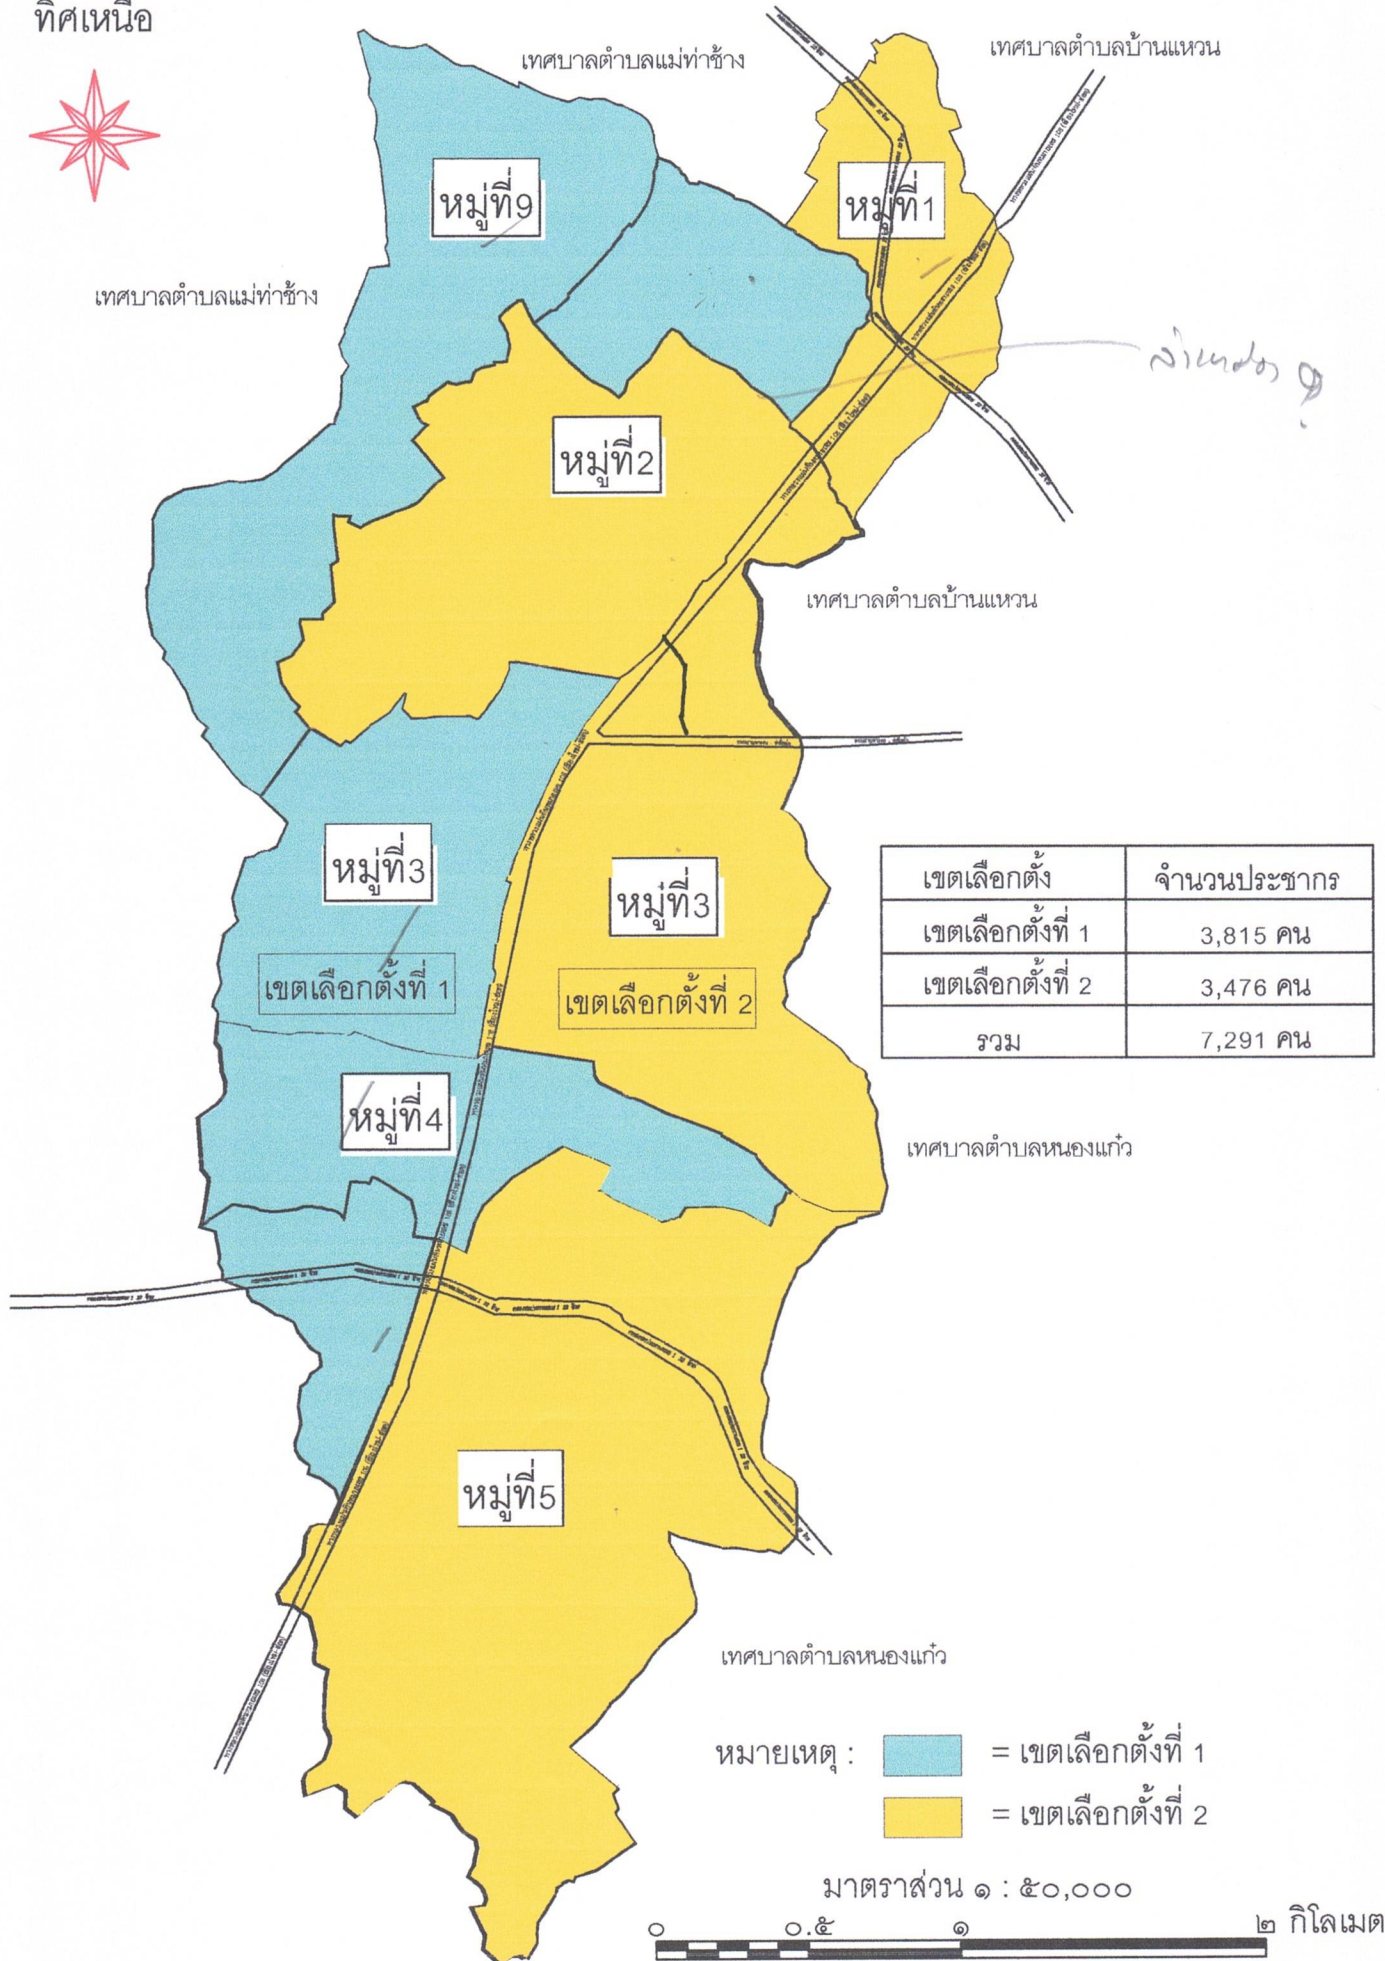 ทิศเหนือ
เทศบาลตำบลแม่ท่าช้าง
เทศบาลตำบลบ้านแหวน
หมู่ที่9
หมู่ที่1
เทศบาลตำบลแม่ท่าช้าง
หมู่ที่2
เทศบาลตำบลบ้านแหวน
หมู่ที่3
หมู่ที่3
เขตเลือกตั้งที่ 1
เขตเลือกตั้งที่ 2
เขตเลือกตั้ง จำนวนประชากร
เขตเลือกตั้งที่ 1 3,815 คน
เขตเลือกตั้งที่ 2 3,476 คน
รวม 7,291 คน
หมู่ที่4
เทศบาลตำบลหนองแก๋ว
หมู่ที่5
เทศบาลตำบลหนองแก๋ว
หมายเหตุ :
= เขตเลือกตั้งที่ 1
= เขตเลือกตั้งที่ 2
มาตราส่วน ๑ : ๕๐,๐๐๐
๐ ๐.๕ ๑ ๒ กิโลเมต